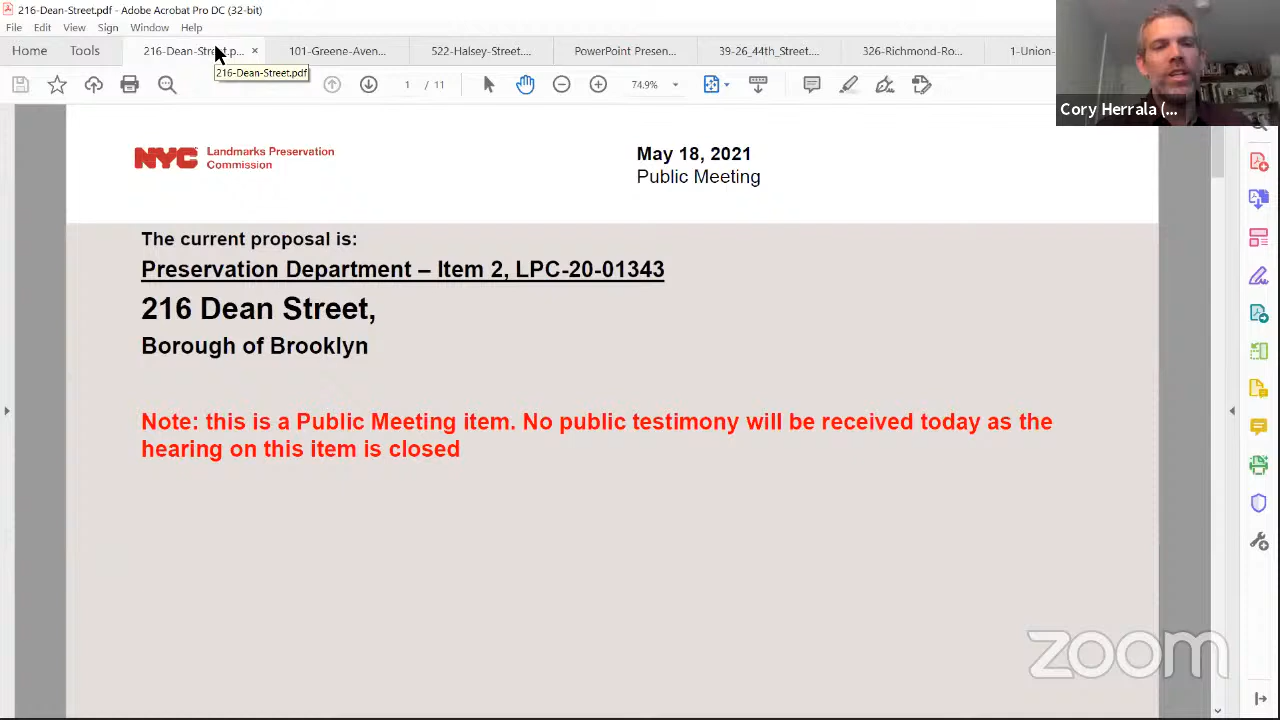 216-Dean-Street.pdf - Adobe Acrobat Pro DC (32-bit)
File Edit View Sign Window Help
Home Tools 216-Dean-Street.p... × 101-Greene-Aven... 522-Halsey-Street.... PowerPoint Presen... 39-26_44th_Street.... 326-Richmond-Ro... 1-Union-
216-Dean-Street.pdf
1 / 11 74.9%
Cory Herrala (...
NYC Landmarks Preservation
Commission
May 18, 2021
Public Meeting
The current proposal is:
Preservation Department – Item 2, LPC-20-01343
216 Dean Street,
Borough of Brooklyn
Note: this is a Public Meeting item. No public testimony will be received today as the
hearing on this item is closed
zoom